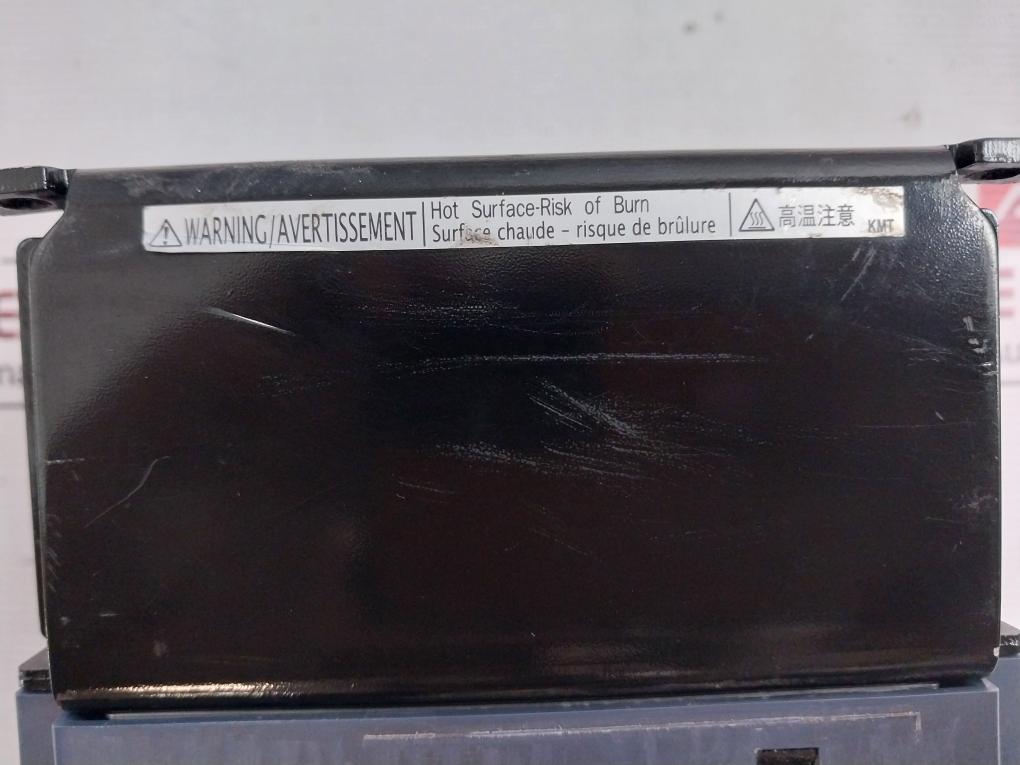 WARNING/AVERTISSEMENT
Hot Surface-Risk of Burn
Surface chaude - risque de brûlure
高温注意 KMT